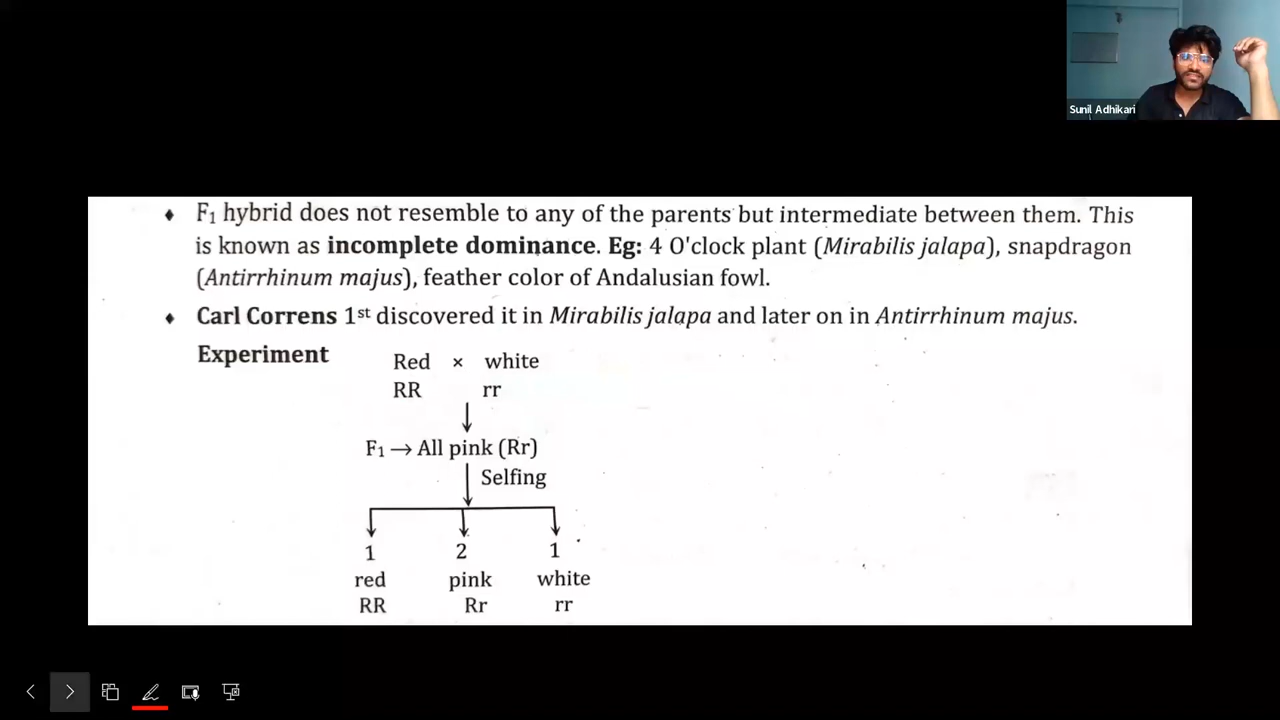 Sunil Adhikari
♦ F₁ hybrid does not resemble to any of the parents but intermediate between them. This
is known as incomplete dominance. Eg: 4 O'clock plant (Mirabilis jalapa), snapdragon
(Antirrhinum majus), feather color of Andalusian fowl.
♦ Carl Correns 1st discovered it in Mirabilis jalapa and later on in Antirrhinum majus.
Experiment
Red × white
RR rr
F₁ → All pink (Rr)
Selfing
1 2 1
red pink white
RR Rr rr